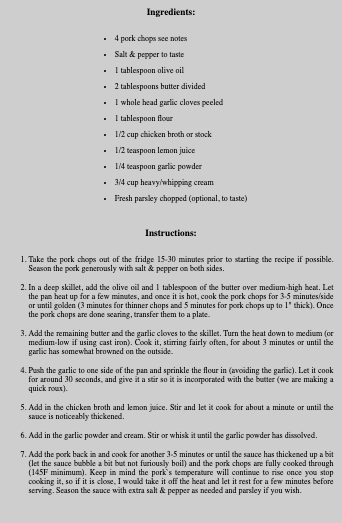 Ingredients:
• 4 pork chops see notes
• Salt & pepper to taste
• 1 tablespoon olive oil
• 2 tablespoons butter divided
• 1 whole head garlic cloves peeled
• 1 tablespoon flour
• 1/2 cup chicken broth or stock
• 1/2 teaspoon lemon juice
• 1/4 teaspoon garlic powder
• 3/4 cup heavy/whipping cream
• Fresh parsley chopped (optional, to taste)
Instructions:
1. Take the pork chops out of the fridge 15-30 minutes prior to starting the recipe if possible.
Season the pork generously with salt & pepper on both sides.
2. In a deep skillet, add the olive oil and 1 tablespoon of the butter over medium-high heat. Let
the pan heat up for a few minutes, and once it is hot, cook the pork chops for 3-5 minutes/side
or until golden (3 minutes for thinner chops and 5 minutes for pork chops up to 1" thick). Once
the pork chops are done searing, transfer them to a plate.
3. Add the remaining butter and the garlic cloves to the skillet. Turn the heat down to medium (or
medium-low if using cast iron). Cook it, stirring fairly often, for about 3 minutes or until the
garlic has somewhat browned on the outside.
4. Push the garlic to one side of the pan and sprinkle the flour in (avoiding the garlic). Let it cook
for around 30 seconds, and give it a stir so it is incorporated with the butter (we are making a
quick roux).
5. Add in the chicken broth and lemon juice. Stir and let it cook for about a minute or until the
sauce is noticeably thickened.
6. Add in the garlic powder and cream. Stir or whisk it until the garlic powder has dissolved.
7. Add the pork back in and cook for another 3-5 minutes or until the sauce has thickened up a bit
(let the sauce bubble a bit but not furiously boil) and the pork chops are fully cooked through
(145F minimum). Keep in mind the pork`s temperature will continue to rise once you stop
cooking it, so if it is close, I would take it off the heat and let it rest for a few minutes before
serving. Season the sauce with extra salt & pepper as needed and parsley if you wish.